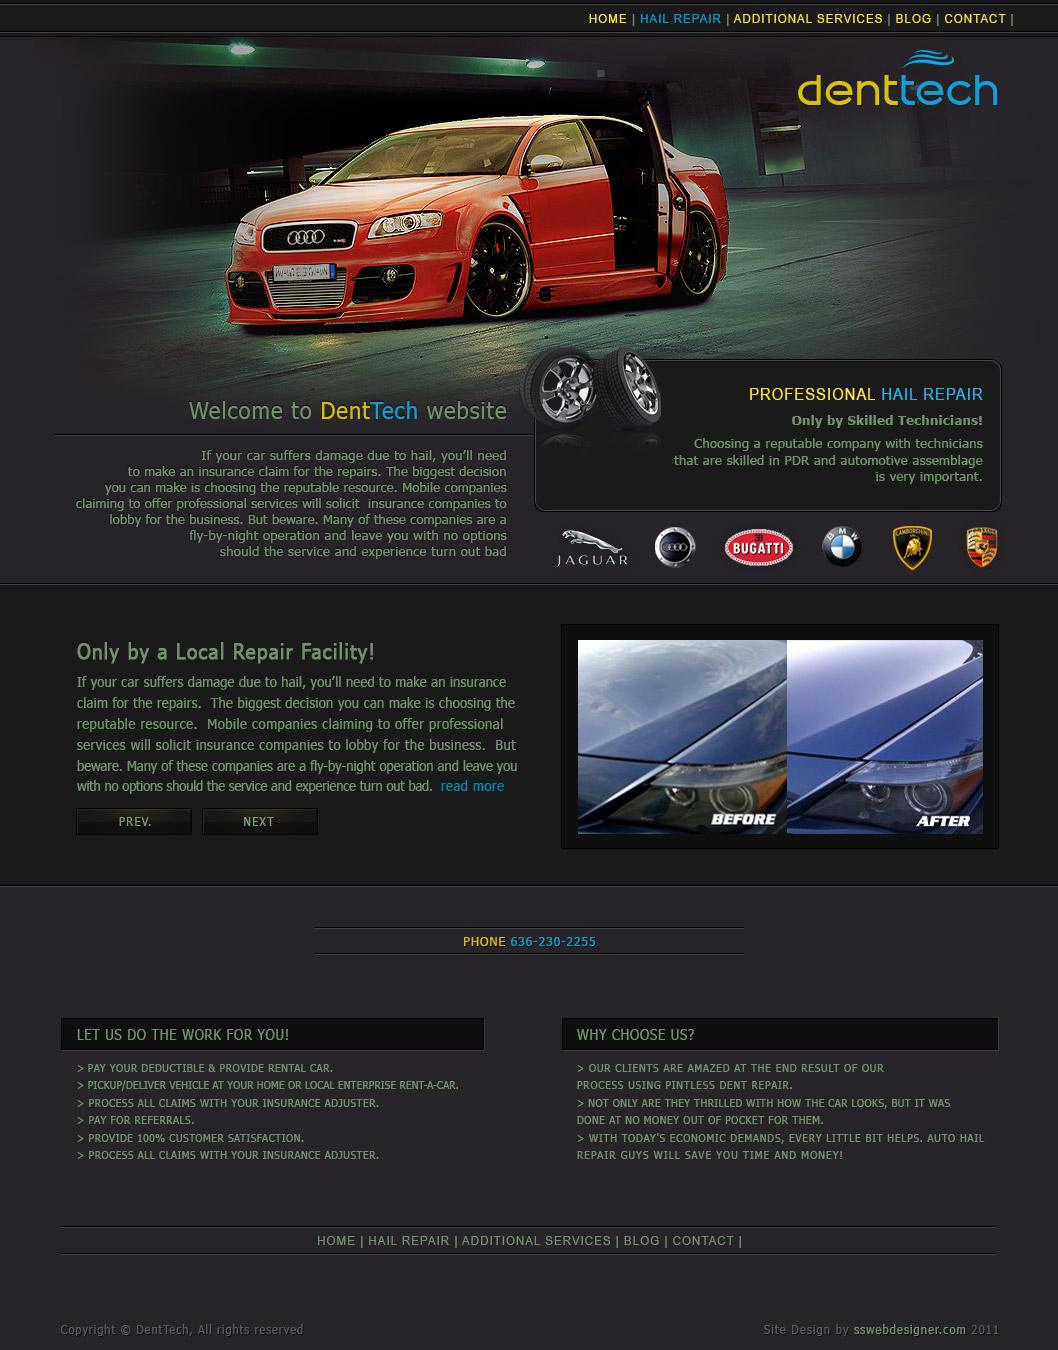 HOME | HAIL REPAIR | ADDITIONAL SERVICES | BLOG | CONTACT |
denttech
PROFESSIONAL HAIL REPAIR
Only by Skilled Technicians!
Choosing a reputable company with technicians
that are skilled in PDR and automotive assemblage
is very important.
Welcome to DentTech website
If your car suffers damage due to hail, you'll need
to make an insurance claim for the repairs. The biggest decision
you can make is choosing the reputable resource. Mobile companies
claiming to offer professional services will solicit insurance companies to
lobby for the business. But beware. Many of these companies are a
fly-by-night operation and leave you with no options
should the service and experience turn out bad
JAGUAR
BUGATTI
BMW
LAMBORGHINI
Only by a Local Repair Facility!
If your car suffers damage due to hail, you'll need to make an insurance
claim for the repairs. The biggest decision you can make is choosing the
reputable resource. Mobile companies claiming to offer professional
services will solicit insurance companies to lobby for the business. But
beware. Many of these companies are a fly-by-night operation and leave you
with no options should the service and experience turn out bad. read more
PREV. NEXT
BEFORE AFTER
PHONE 636-230-2255
LET US DO THE WORK FOR YOU!
> PAY YOUR DEDUCTIBLE & PROVIDE RENTAL CAR.
> PICKUP/DELIVER VEHICLE AT YOUR HOME OR LOCAL ENTERPRISE RENT-A-CAR.
> PROCESS ALL CLAIMS WITH YOUR INSURANCE ADJUSTER.
> PAY FOR REFERRALS.
> PROVIDE 100% CUSTOMER SATISFACTION.
> PROCESS ALL CLAIMS WITH YOUR INSURANCE ADJUSTER.
WHY CHOOSE US?
> OUR CLIENTS ARE AMAZED AT THE END RESULT OF OUR
PROCESS USING PINTLESS DENT REPAIR.
> NOT ONLY ARE THEY THRILLED WITH HOW THE CAR LOOKS, BUT IT WAS
DONE AT NO MONEY OUT OF POCKET FOR THEM.
> WITH TODAY'S ECONOMIC DEMANDS, EVERY LITTLE BIT HELPS. AUTO HAIL
REPAIR GUYS WILL SAVE YOU TIME AND MONEY!
HOME | HAIL REPAIR | ADDITIONAL SERVICES | BLOG | CONTACT |
Copyright © DentTech, All rights reserved
Site Design by sswebdesigner.com 2011